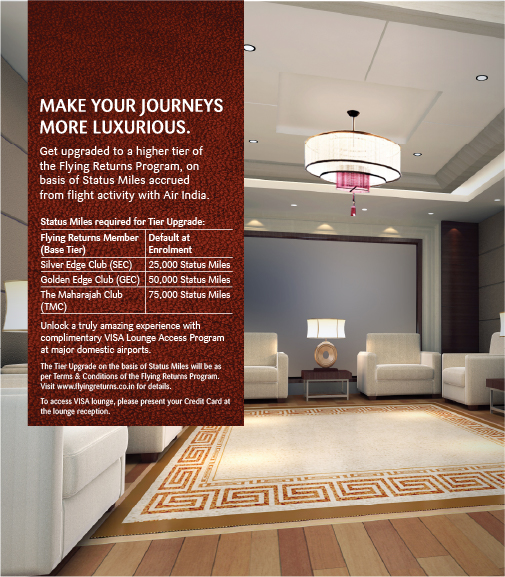 MAKE YOUR JOURNEYS
MORE LUXURIOUS.
Get upgraded to a higher tier of
the Flying Returns Program, on
basis of Status Miles accrued
from flight activity with Air India.
Status Miles required for Tier Upgrade:
Flying Returns Member (Base Tier) Default at Enrolment
Silver Edge Club (SEC) 25,000 Status Miles
Golden Edge Club (GEC) 50,000 Status Miles
The Maharajah Club (TMC) 75,000 Status Miles
Unlock a truly amazing experience with
complimentary VISA Lounge Access Program
at major domestic airports.
The Tier Upgrade on the basis of Status Miles will be as
per Terms & Conditions of the Flying Returns Program.
Visit www.flyingreturns.co.in for details.
To access VISA lounge, please present your Credit Card at
the lounge reception.